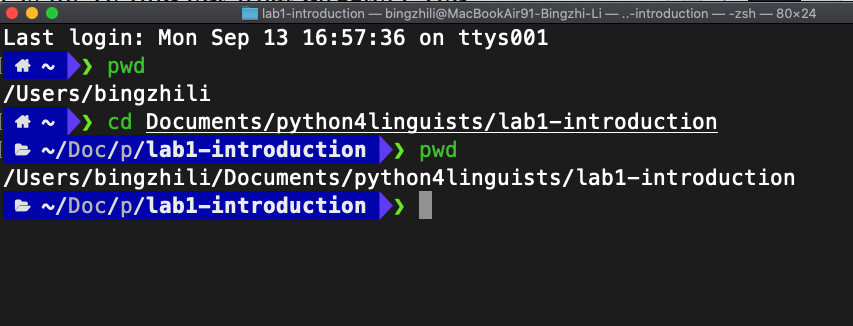 lab1-introduction — bingzhili@MacBookAir91-Bingzhi-Li — ..-introduction — -zsh — 80×24
Last login: Mon Sep 13 16:57:36 on ttys001
~ ❯ pwd
/Users/bingzhili
~ ❯ cd Documents/python4linguists/lab1-introduction
~/Doc/p/lab1-introduction ❯ pwd
/Users/bingzhili/Documents/python4linguists/lab1-introduction
~/Doc/p/lab1-introduction ❯